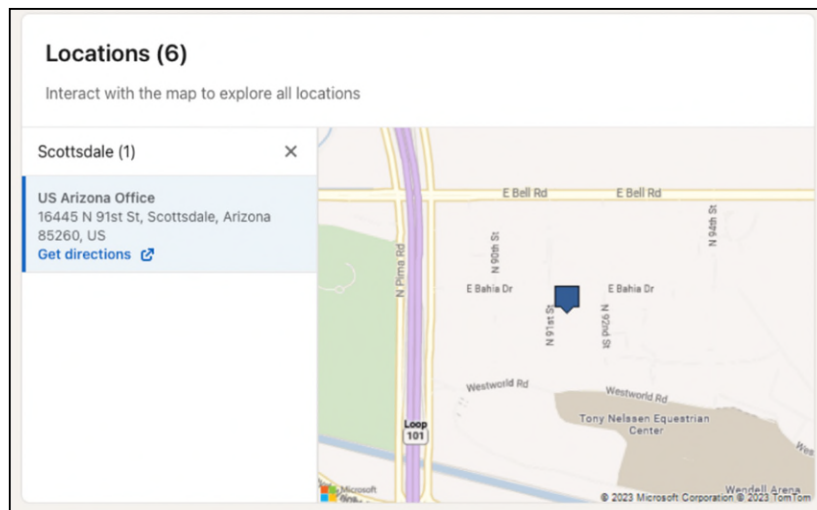 Locations (6)
Interact with the map to explore all locations
Scottsdale (1)
US Arizona Office
16445 N 91st St, Scottsdale, Arizona
85260, US
Get directions
E Bell Rd
E Bell Rd
N 94th St
N 90th St
N Pima Rd
E Bahia Dr
E Bahia Dr
N 91st St
N 92nd St
Westworld Rd
Westworld Rd
Tony Nelssen Equestrian
Center
Loop
101
Wes
Wendell Arena
Microsoft
© 2023 Microsoft Corporation © 2023 TomTom